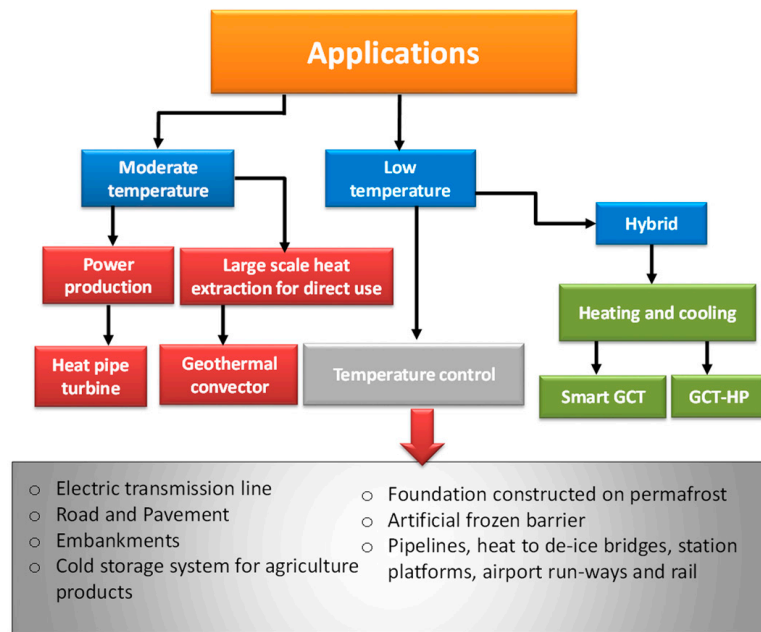 Applications
Moderate
temperature
Low
temperature
Hybrid
Power
production
Large scale heat
extraction for direct use
Heating and cooling
Heat pipe
turbine
Geothermal
convector
Temperature control
Smart GCT
GCT-HP
○ Electric transmission line
○ Road and Pavement
○ Embankments
○ Cold storage system for agriculture
products
○ Foundation constructed on permafrost
○ Artificial frozen barrier
○ Pipelines, heat to de-ice bridges, station
platforms, airport run-ways and rail